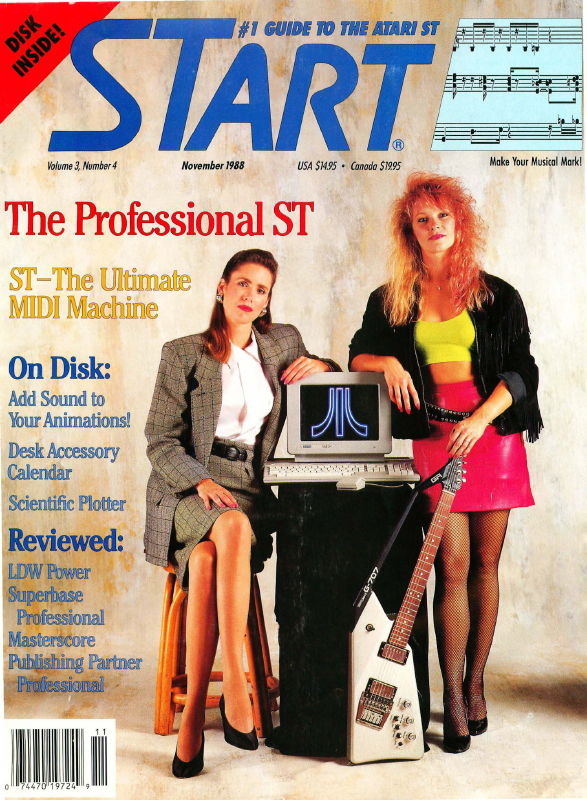 DISK
INSIDE!
#1 GUIDE TO THE ATARI ST
START®
Volume 3, Number 4
November 1988
USA $14.95 • Canada $19.95
Make Your Musical Mark!
The Professional ST
ST–The Ultimate
MIDI Machine
On Disk:
Add Sound to
Your Animations!
Desk Accessory
Calendar
Scientific Plotter
Reviewed:
LDW Power
Superbase
Professional
Masterscore
Publishing Partner
Professional
GR
G-707
11
0 74470 19724 9